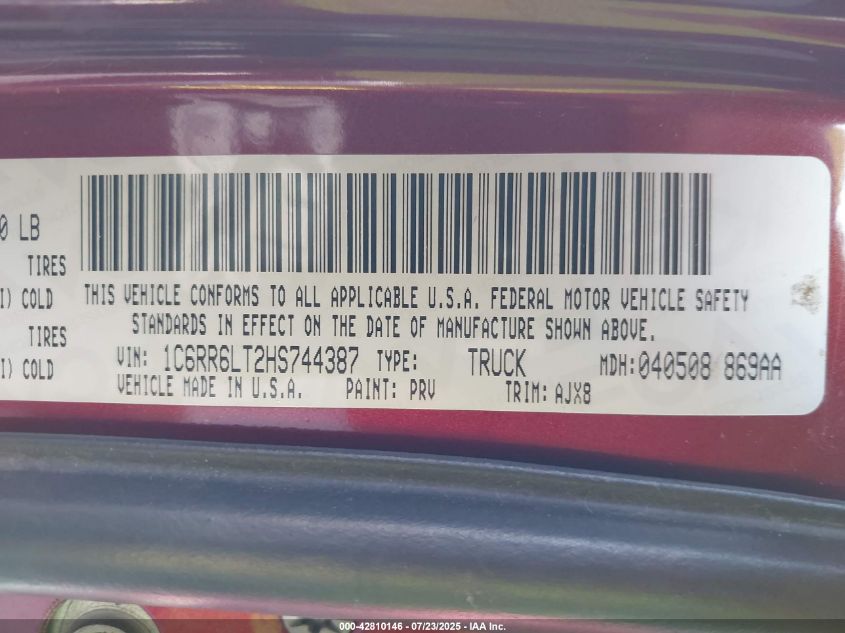 0 LB
TIRES
I) COLD
TIRES
I) COLD
THIS VEHICLE CONFORMS TO ALL APPLICABLE U.S.A. FEDERAL MOTOR VEHICLE SAFETY
STANDARDS IN EFFECT ON THE DATE OF MANUFACTURE SHOWN ABOVE.
VIN: 1C6RR6LT2HS744387 TYPE: TRUCK MDH:040508 869AA
VEHICLE MADE IN U.S.A. PAINT: PRV TRIM: AJX8
000-42810146 - 07/23/2025 - IAA Inc.